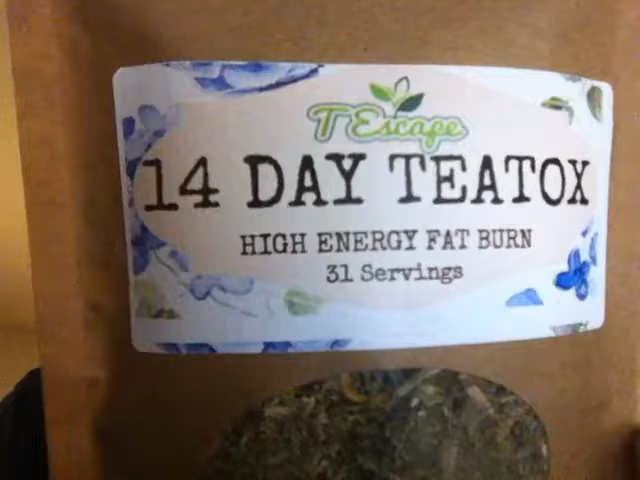 T Escape
14 DAY TEATOX
HIGH ENERGY FAT BURN
31 Servings